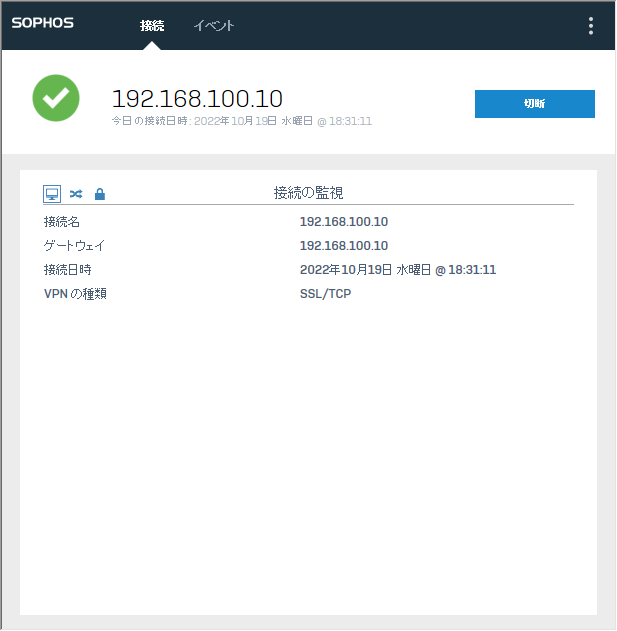 SOPHOS 接続 イベント
192.168.100.10
今日の接続日時: 2022年10月19日 水曜日 @ 18:31:11
切断
接続の監視
接続名 192.168.100.10
ゲートウェイ 192.168.100.10
接続日時 2022年10月19日 水曜日 @ 18:31:11
VPN の種類 SSL/TCP